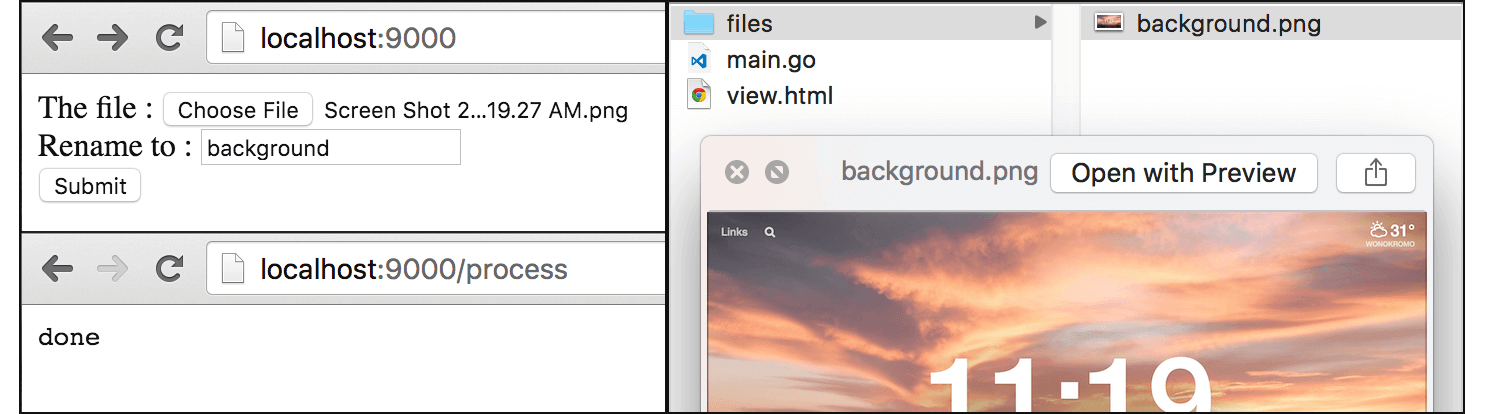 localhost:9000
The file : Choose File Screen Shot 2...19.27 AM.png
Rename to : background
Submit
localhost:9000/process
done
files
background.png
main.go
view.html
background.png Open with Preview
Links 31°
WONOKROMO
11:19